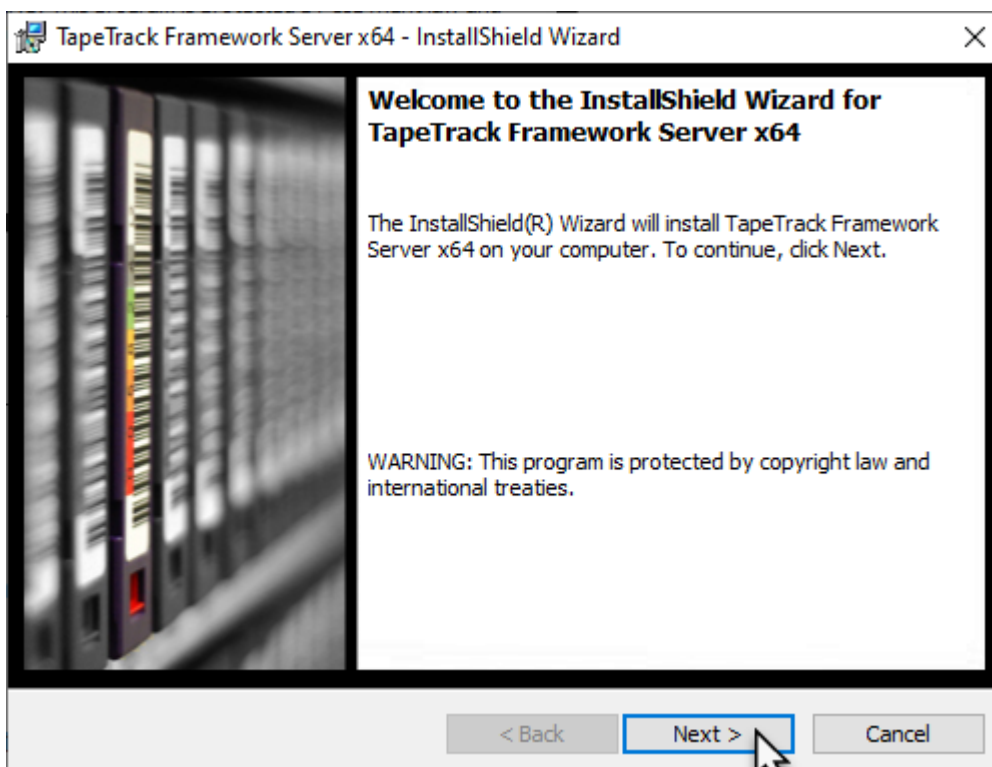 TapeTrack Framework Server x64 - InstallShield Wizard
Welcome to the InstallShield Wizard for
TapeTrack Framework Server x64
The InstallShield(R) Wizard will install TapeTrack Framework
Server x64 on your computer. To continue, click Next.
WARNING: This program is protected by copyright law and
international treaties.
< Back
Next >
Cancel